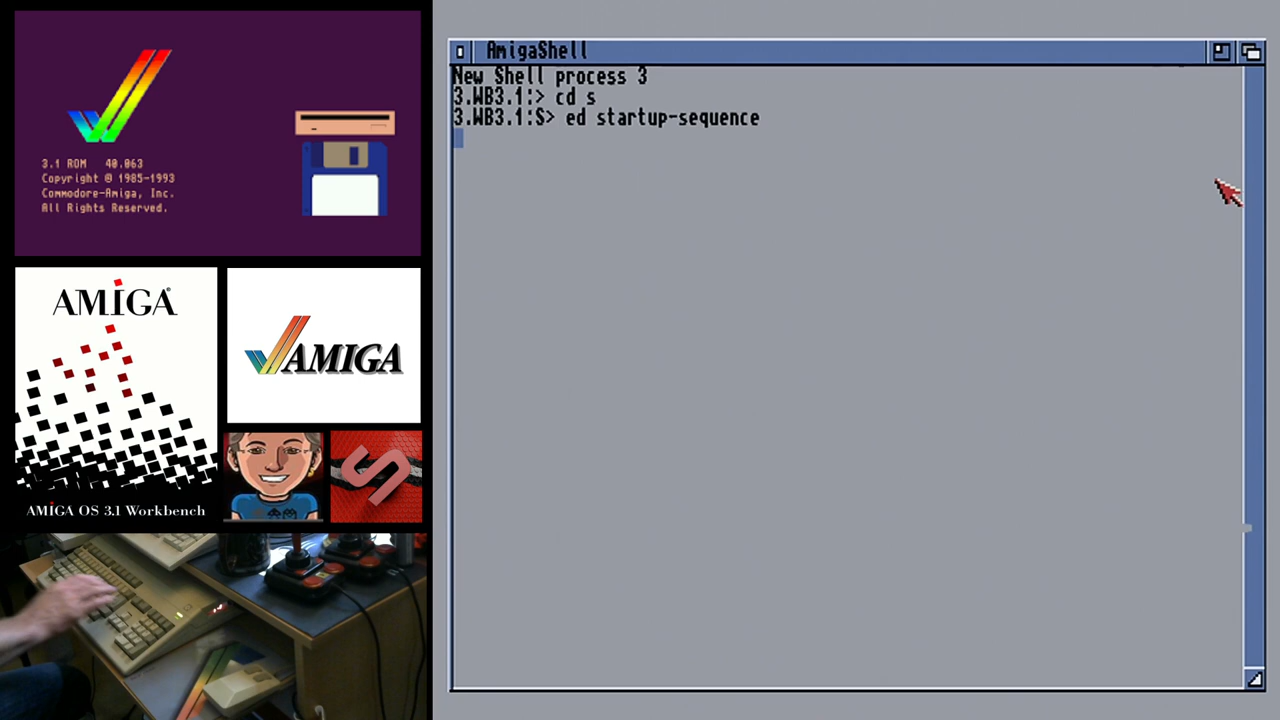 3.1 ROM 40.063
Copyright © 1985-1993
Commodore-Amiga, Inc.
All Rights Reserved.
AMIGA®
AMIGA OS 3.1 Workbench
AMIGA
AmigaShell
New Shell process 3
3.WB3.1:> cd s
3.WB3.1:S> ed startup-sequence